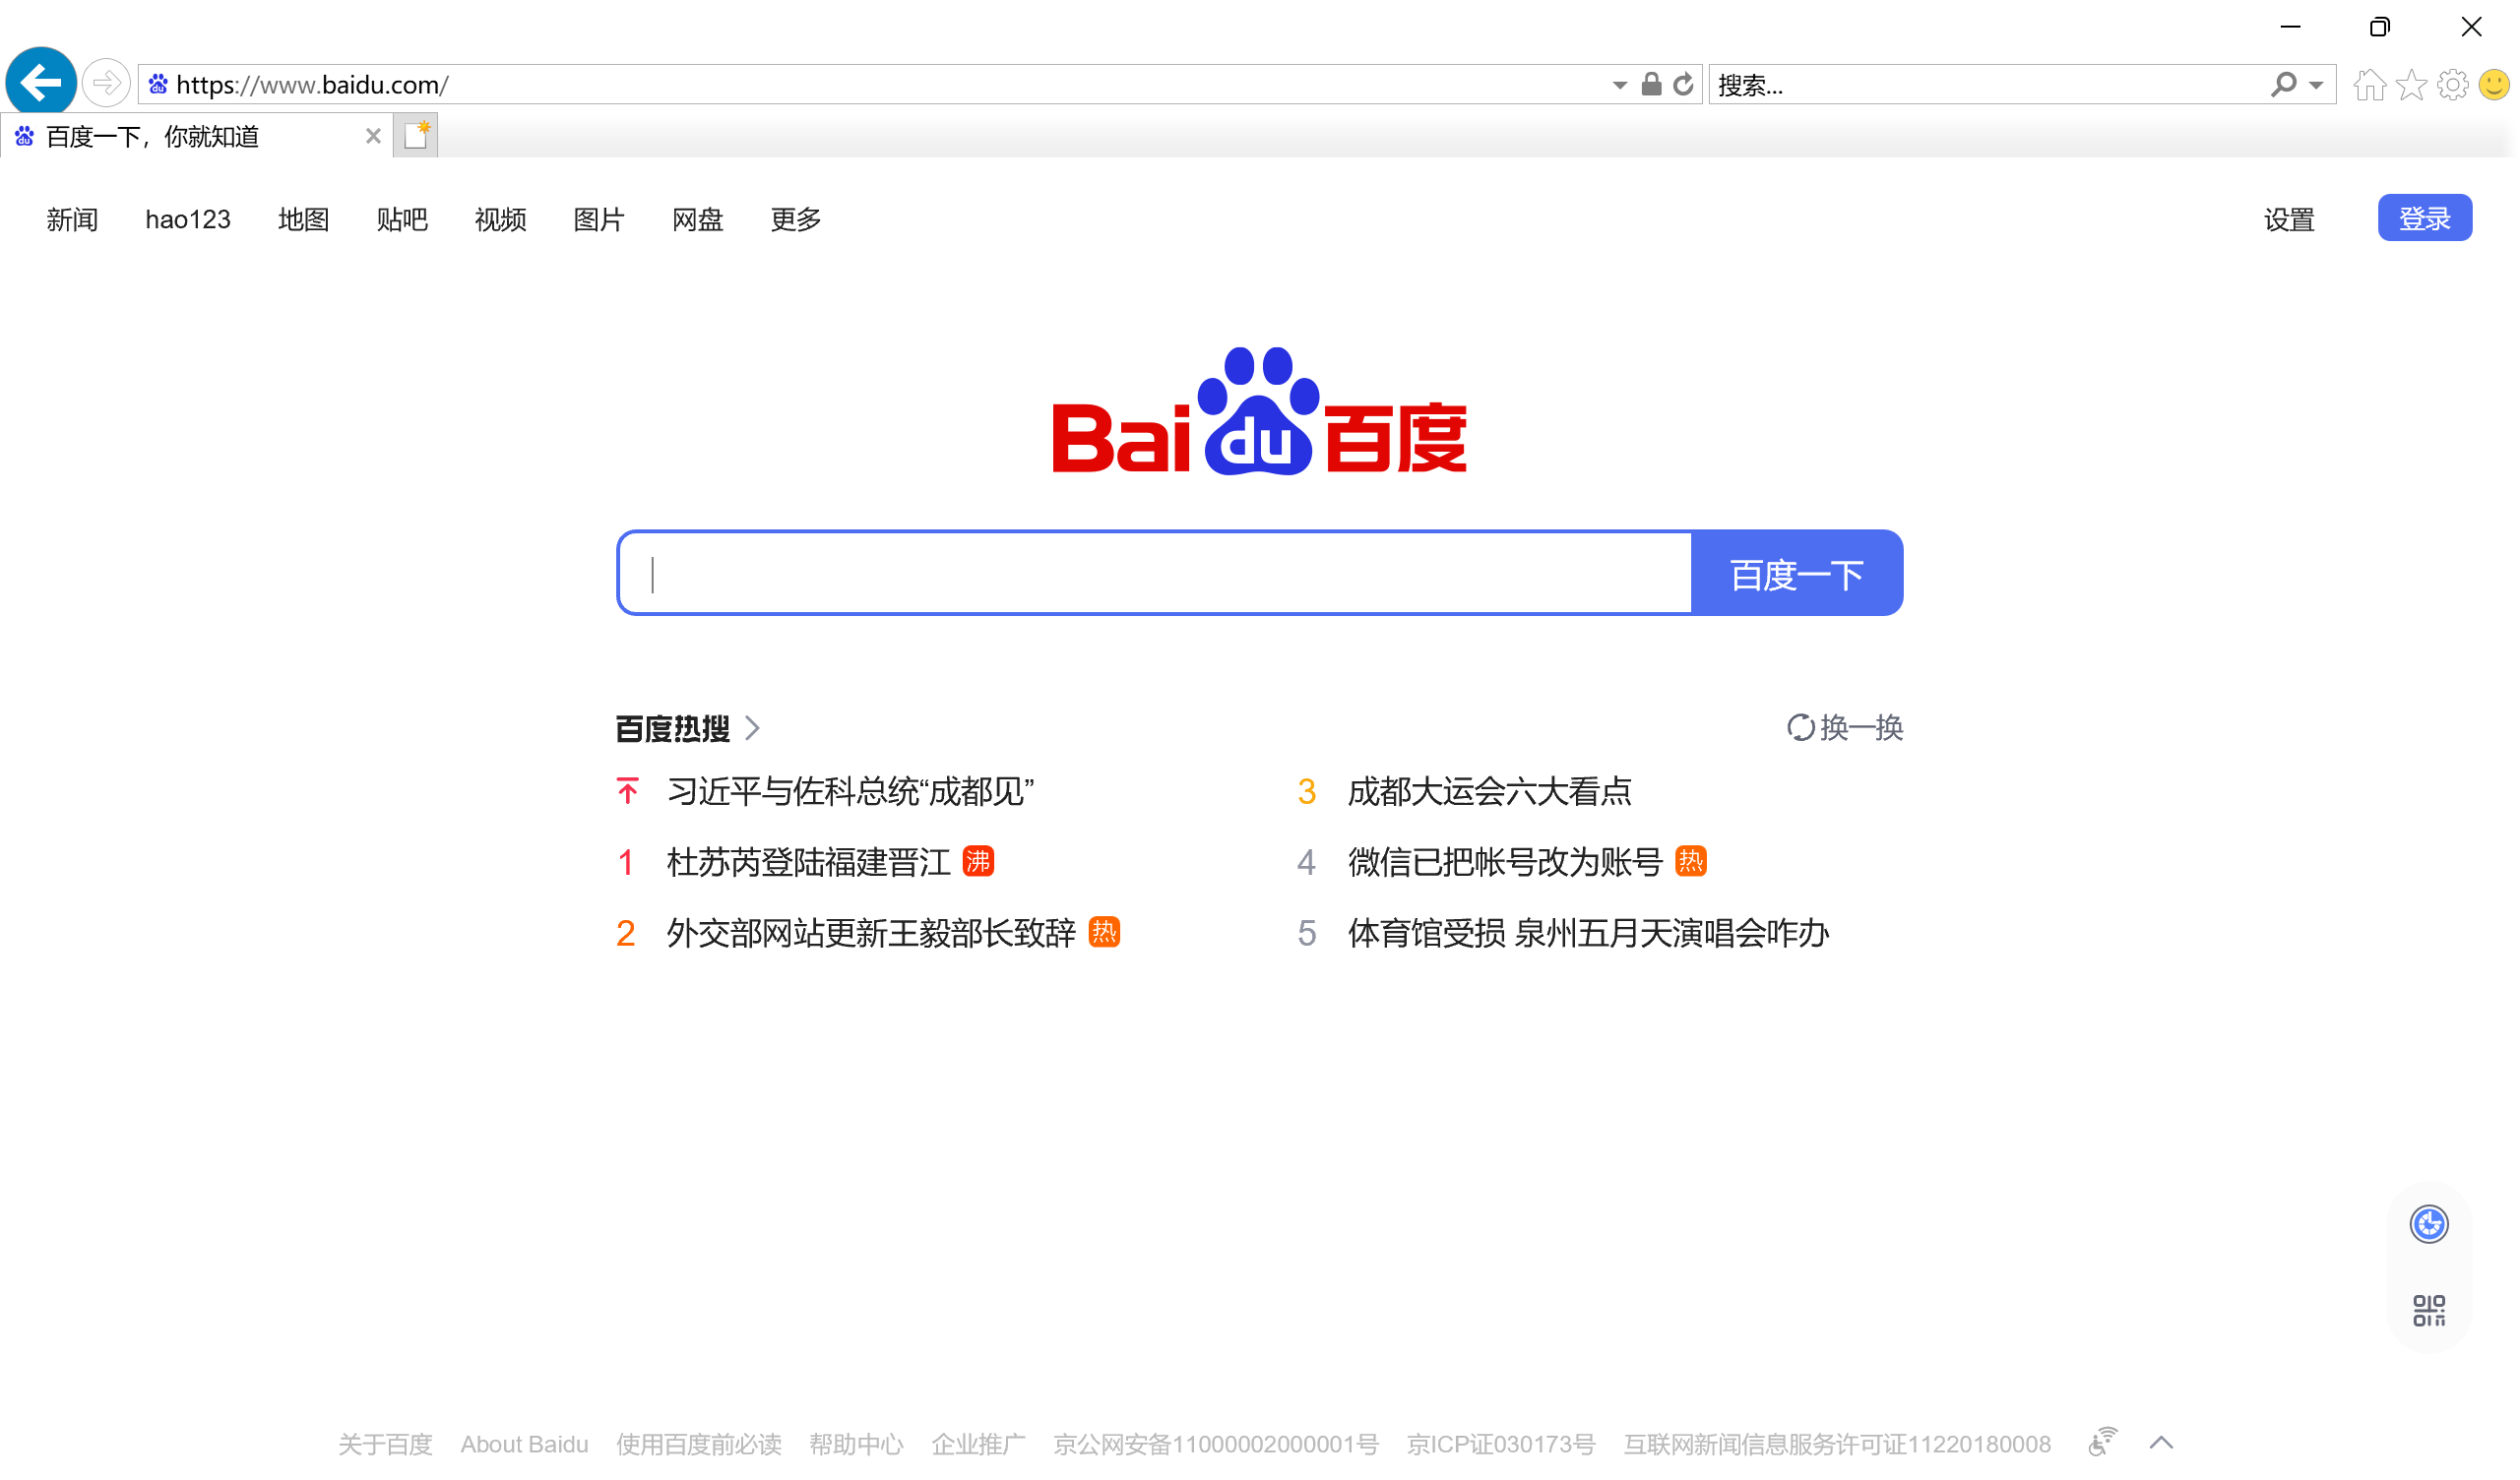 https://www.baidu.com/
搜索...
百度一下，你就知道
新闻 hao123 地图 贴吧 视频 图片 网盘 更多 设置 登录
Bai du 百度
百度一下
百度热搜 换一换
习近平与佐科总统“成都见”
1 杜苏芮登陆福建晋江 沸
2 外交部网站更新王毅部长致辞 热
3 成都大运会六大看点
4 微信已把帐号改为账号 热
5 体育馆受损 泉州五月天演唱会咋办
关于百度 About Baidu 使用百度前必读 帮助中心 企业推广 京公网安备11000002000001号 京ICP证030173号 互联网新闻信息服务许可证11220180008